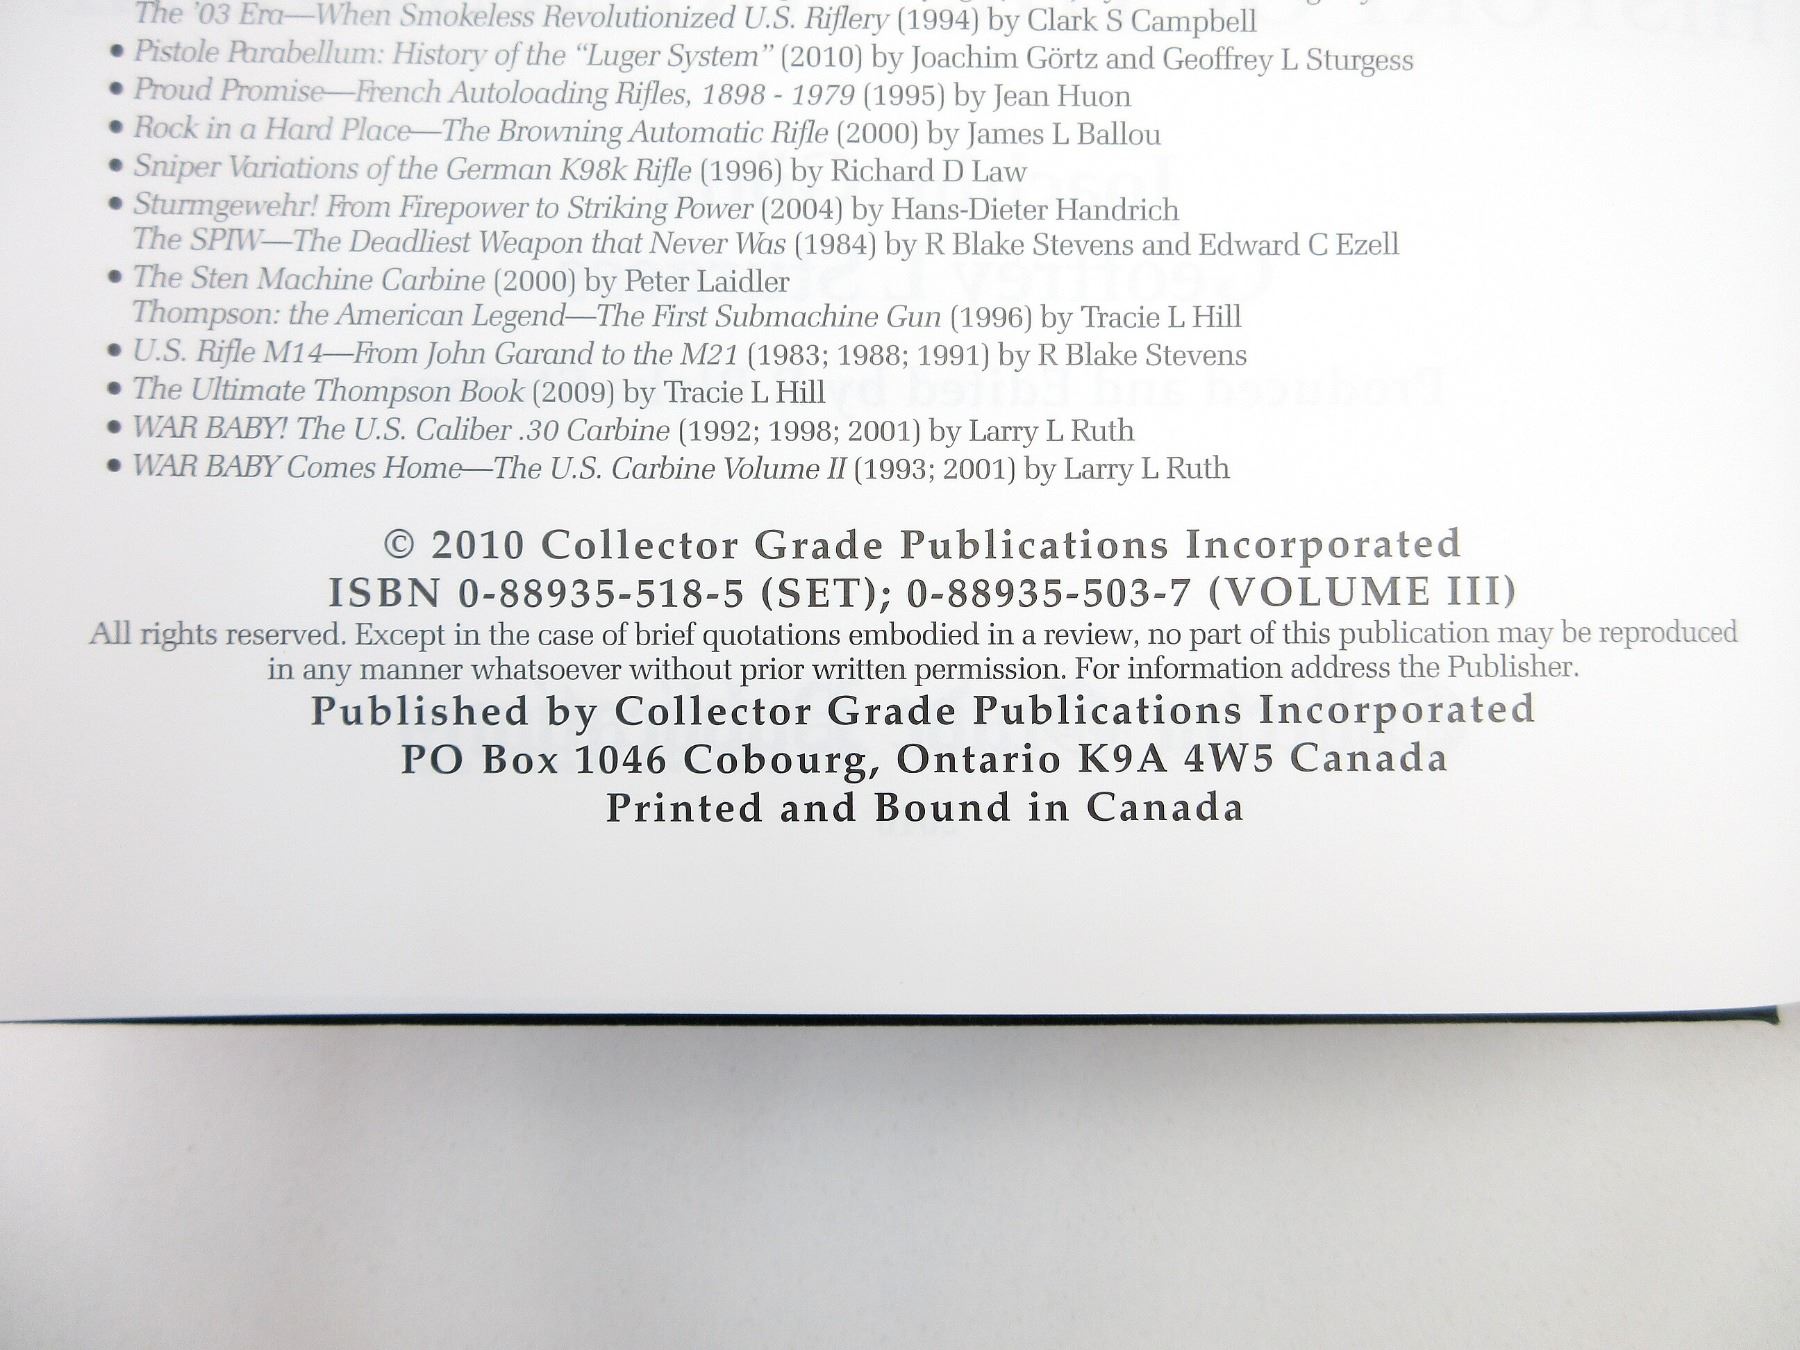 The '03 Era—When Smokeless Revolutionized U.S. Riflery (1994) by Clark S Campbell
• Pistole Parabellum: History of the “Luger System” (2010) by Joachim Görtz and Geoffrey L Sturgess
• Proud Promise—French Autoloading Rifles, 1898 - 1979 (1995) by Jean Huon
• Rock in a Hard Place—The Browning Automatic Rifle (2000) by James L Ballou
• Sniper Variations of the German K98k Rifle (1996) by Richard D Law
• Sturmgewehr! From Firepower to Striking Power (2004) by Hans-Dieter Handrich
The SPIW—The Deadliest Weapon that Never Was (1984) by R Blake Stevens and Edward C Ezell
• The Sten Machine Carbine (2000) by Peter Laidler
Thompson: the American Legend—The First Submachine Gun (1996) by Tracie L Hill
• U.S. Rifle M14—From John Garand to the M21 (1983; 1988; 1991) by R Blake Stevens
• The Ultimate Thompson Book (2009) by Tracie L Hill
• WAR BABY! The U.S. Caliber .30 Carbine (1992; 1998; 2001) by Larry L Ruth
• WAR BABY Comes Home—The U.S. Carbine Volume II (1993; 2001) by Larry L Ruth
© 2010 Collector Grade Publications Incorporated
ISBN 0-88935-518-5 (SET); 0-88935-503-7 (VOLUME III)
All rights reserved. Except in the case of brief quotations embodied in a review, no part of this publication may be reproduced
in any manner whatsoever without prior written permission. For information address the Publisher.
Published by Collector Grade Publications Incorporated
PO Box 1046 Cobourg, Ontario K9A 4W5 Canada
Printed and Bound in Canada